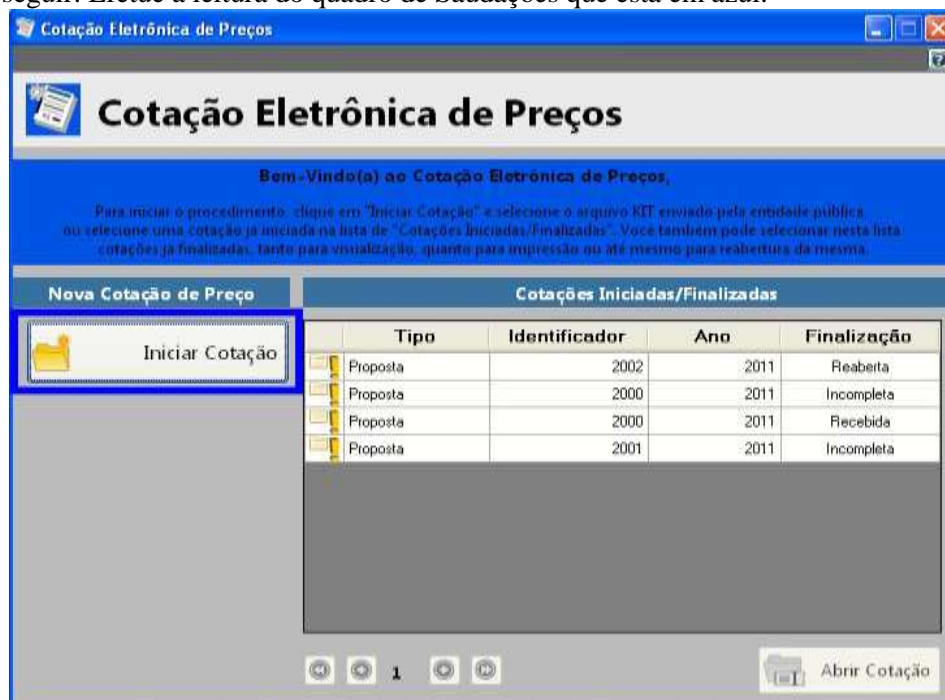 seguir. Efetue a leitura do quadro de Saudações que está em azul.
Cotação Eletrônica de Preços
Cotação Eletrônica de Preços
Bem-Vindo(a) ao Cotação Eletrônica de Preços,
Para iniciar o procedimento, clique em "Iniciar Cotação" e selecione o arquivo KIT enviado pela entidade pública,
ou selecione uma cotação já iniciada na lista de "Cotações Iniciadas/Finalizadas". Você também pode selecionar nesta lista
cotações já finalizadas, tanto para visualização, quanto para impressão ou até mesmo para reabertura da mesma.
Nova Cotação de Preço
Cotações Iniciadas/Finalizadas
Iniciar Cotação
Tipo Identificador Ano Finalização
Proposta 2002 2011 Reaberta
Proposta 2000 2011 Incompleta
Proposta 2000 2011 Recebida
Proposta 2001 2011 Incompleta
1
Abrir Cotação